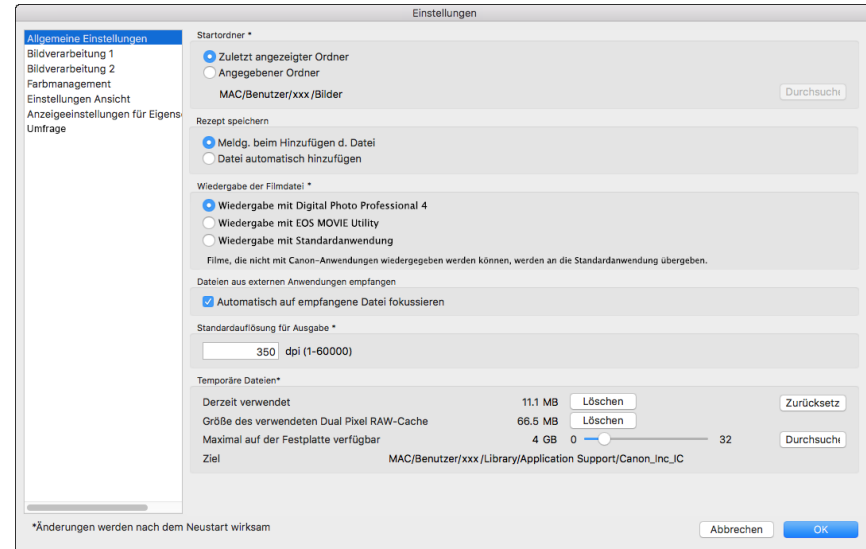 Einstellungen
Allgemeine Einstellungen
Bildverarbeitung 1
Bildverarbeitung 2
Farbmanagement
Einstellungen Ansicht
Anzeigeeinstellungen für Eigens
Umfrage
Startordner *
Zuletzt angezeigter Ordner
Angegebener Ordner
MAC/Benutzer/xxx/Bilder
Durchsuche
Rezept speichern
Meldg. beim Hinzufügen d. Datei
Datei automatisch hinzufügen
Wiedergabe der Filmdatei *
Wiedergabe mit Digital Photo Professional 4
Wiedergabe mit EOS MOVIE Utility
Wiedergabe mit Standardanwendung
Filme, die nicht mit Canon-Anwendungen wiedergegeben werden können, werden an die Standardanwendung übergeben.
Dateien aus externen Anwendungen empfangen
Automatisch auf empfangene Datei fokussieren
Standardauflösung für Ausgabe *
350 dpi (1-60000)
Temporäre Dateien*
Derzeit verwendet 11.1 MB Löschen Zurücksetz
Größe des verwendeten Dual Pixel RAW-Cache 66.5 MB Löschen
Maximal auf der Festplatte verfügbar 4 GB 0 32 Durchsuche
Ziel MAC/Benutzer/xxx/Library/Application Support/Canon_Inc_IC
*Änderungen werden nach dem Neustart wirksam
Abbrechen OK